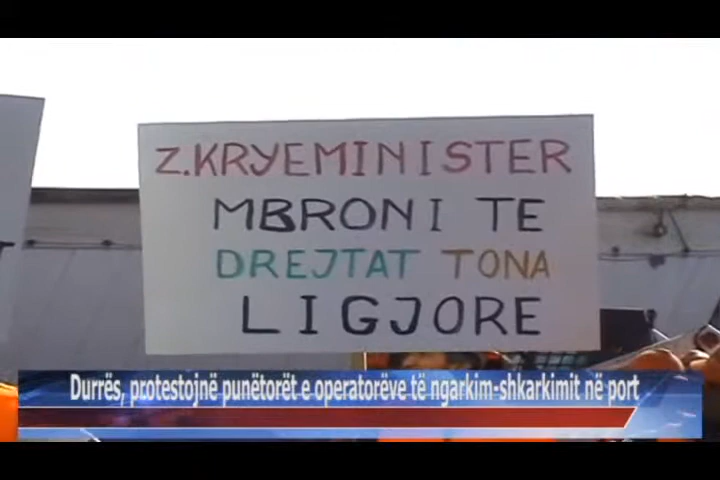 Z.KRYEMINISTER
MBRONI TE
DREJTAT TONA
LIGJORE
Durrës, protestojnë punëtorët e operatorëve të ngarkim-shkarkimit në port